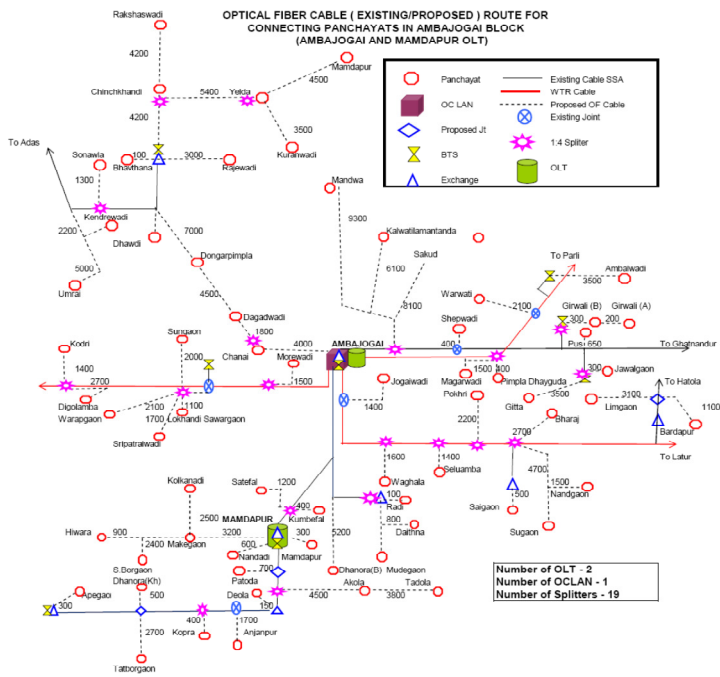 OPTICAL FIBER CABLE ( EXISTING/PROPOSED ) ROUTE FOR
CONNECTING PANCHAYATS IN AMBAJOGAI BLOCK
(AMBAJOGAI AND MAMDAPUR OLT)
Panchayat
OC LAN
Proposed Jt
BTS
Exchange
Existing Cable SSA
WTR Cable
Proposed OF Cable
Existing Joint
1:4 Spliter
OLT
Rakshaswadi
4200
Chinchkhandi
5400
Yelda
4500
Mamdapur
3500
Kuranwadi
4200
To Adas
Sonawla
100
Bhavthana
3000
Rajewadi
1300
Kendrewadi
2200
Dhawdi
7000
5000
Umrai
Dongarpimpla
4500
Dagadwadi
1800
4000
Chanai
Mandwa
9300
Kalwatilamantanda
6100
Sakud
8100
To Parli
Ambalwadi
3500
Warwati
2100
Girwali (B)
Girwali (A)
300
200
Shepwadi
400
Pus
650
To Ghatnandur
AMBAJOGAI
Kodri
1400
2700
Digolamba
Warapgaon
Surigaon
2000
Morewadi
1500
2100
1100
1700
Lokhandi Sawargaon
Sripatraiwadi
Jogaiwadi
1400
1500
400
Magarwadi
Pimpla Dhayguda
300
Jawalgaon
3500
Gitta
Limgaon
3100
To Hatola
1100
Bardapur
Pokhri
2200
2700
Bharaj
To Latur
1600
1400
Waghala
Seluamba
4700
1500
Nandgaon
500
Saigaon
Sugaon
Kolkanadi
2500
Satefal
1200
400
Kumbefal
MAMDAPUR
100
Radi
800
Daithna
Hiwara
900
Makegaon
3200
2400
600
300
5200
S.Borgaon
Nandadi
Mamdapur
Dhanora(B)
Mudegaon
Dhanora(Kh)
500
Patoda
700
Deola
Akola
Tadola
4500
3800
Apegao
300
150
400
1700
2700
Kopra
Anjanpur
Tatborgaon
Number of OLT - 2
Number of OCLAN - 1
Number of Splitters - 19